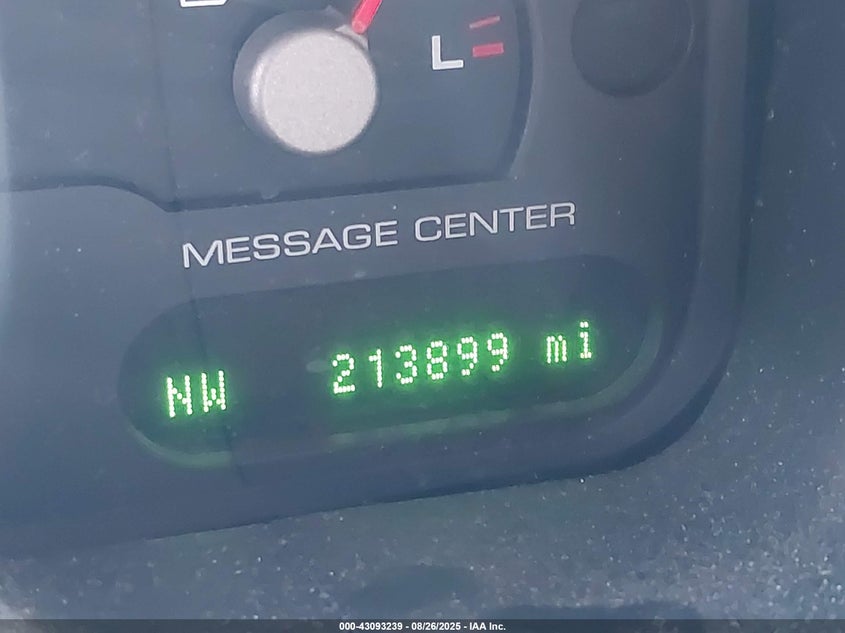 L
MESSAGE CENTER
NW 213899 mi
000-43093239 - 08/26/2025 - IAA Inc.